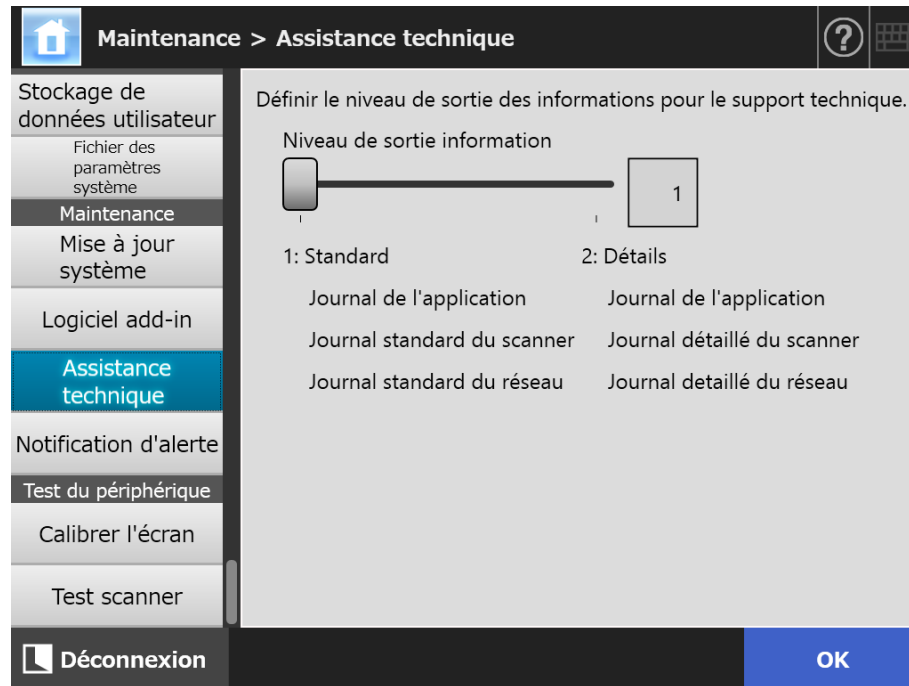 Maintenance > Assistance technique
?
Stockage de
données utilisateur
Fichier des
paramètres
système
Maintenance
Mise à jour
système
Logiciel add-in
Assistance
technique
Notification d'alerte
Test du périphérique
Calibrer l'écran
Test scanner
Définir le niveau de sortie des informations pour le support technique.
Niveau de sortie information
1
1: Standard
Journal de l'application
Journal standard du scanner
Journal standard du réseau
2: Détails
Journal de l'application
Journal détaillé du scanner
Journal detaillé du réseau
Déconnexion
OK